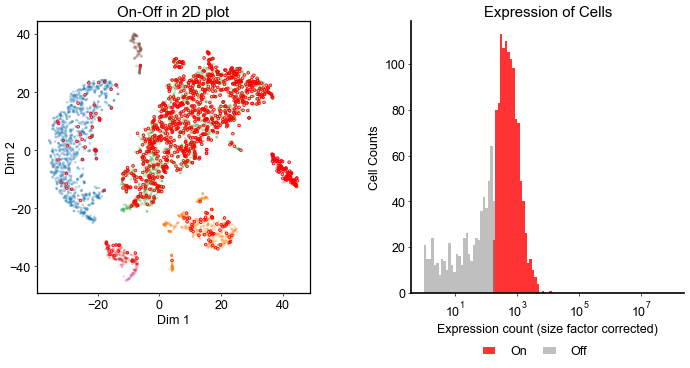 On-Off in 2D plot
40
20
0
−20
−40
Dim 2
−20
0
20
40
Dim 1
Expression of Cells
100
80
60
40
20
0
Cell Counts
10^1
10^3
10^5
10^7
Expression count (size factor corrected)
On
Off